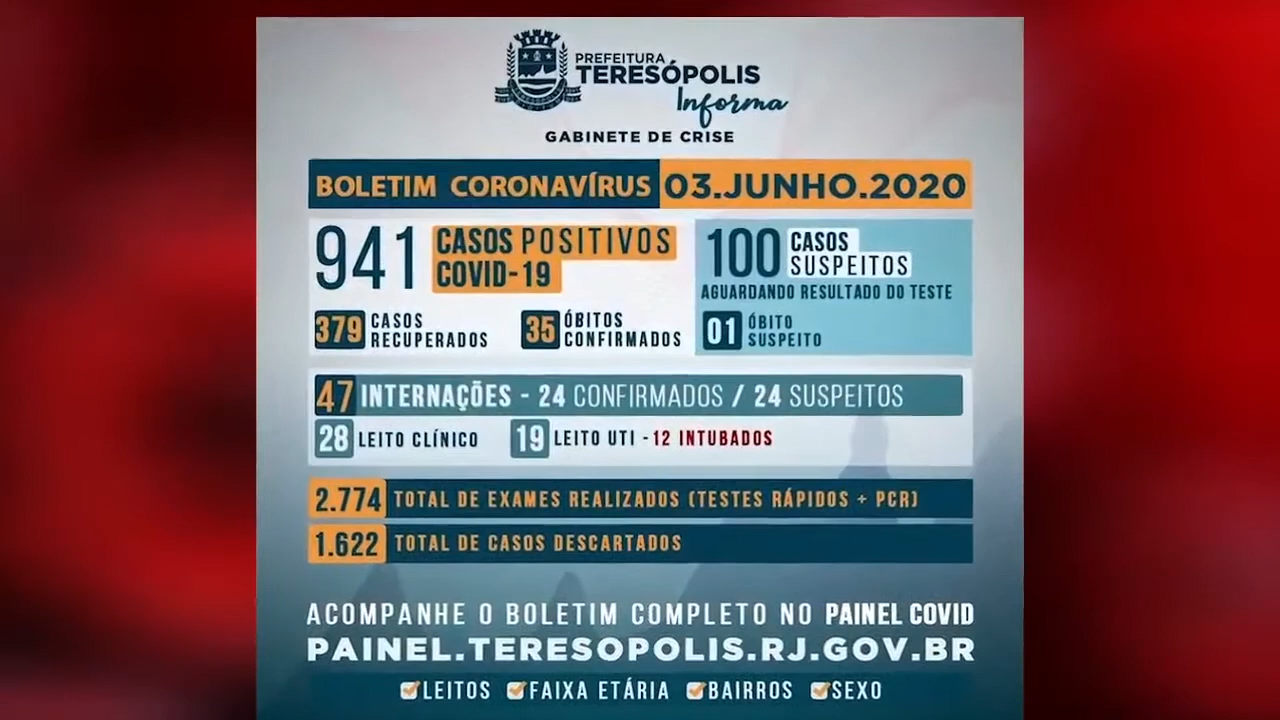 PREFEITURA
TERESÓPOLIS
Informa
GABINETE DE CRISE
BOLETIM CORONAVÍRUS 03.JUNHO.2020
941 CASOS POSITIVOS
COVID-19
100 CASOS
SUSPEITOS
AGUARDANDO RESULTADO DO TESTE
379 CASOS
RECUPERADOS
35 ÓBITOS
CONFIRMADOS
01 ÓBITO
SUSPEITO
47 INTERNAÇÕES - 24 CONFIRMADOS / 24 SUSPEITOS
28 LEITO CLÍNICO 19 LEITO UTI - 12 INTUBADOS
2.774 TOTAL DE EXAMES REALIZADOS (TESTES RÁPIDOS + PCR)
1.622 TOTAL DE CASOS DESCARTADOS
ACOMPANHE O BOLETIM COMPLETO NO PAINEL COVID
PAINEL.TERESOPOLIS.RJ.GOV.BR
LEITOS FAIXA ETÁRIA BAIRROS SEXO